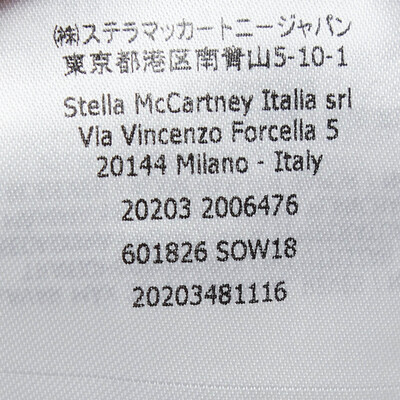 ㈱ステラマッカートニージャパン
東京都港区南青山5-10-1
Stella McCartney Italia srl
Via Vincenzo Forcella 5
20144 Milano - Italy
20203 2006476
601826 SOW18
20203481116